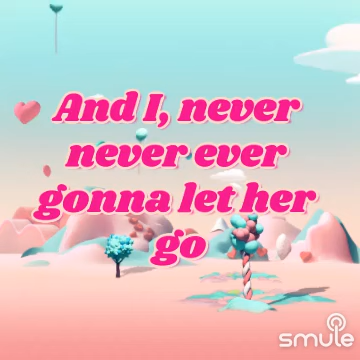 And I, never
never ever
gonna let her
go
smule